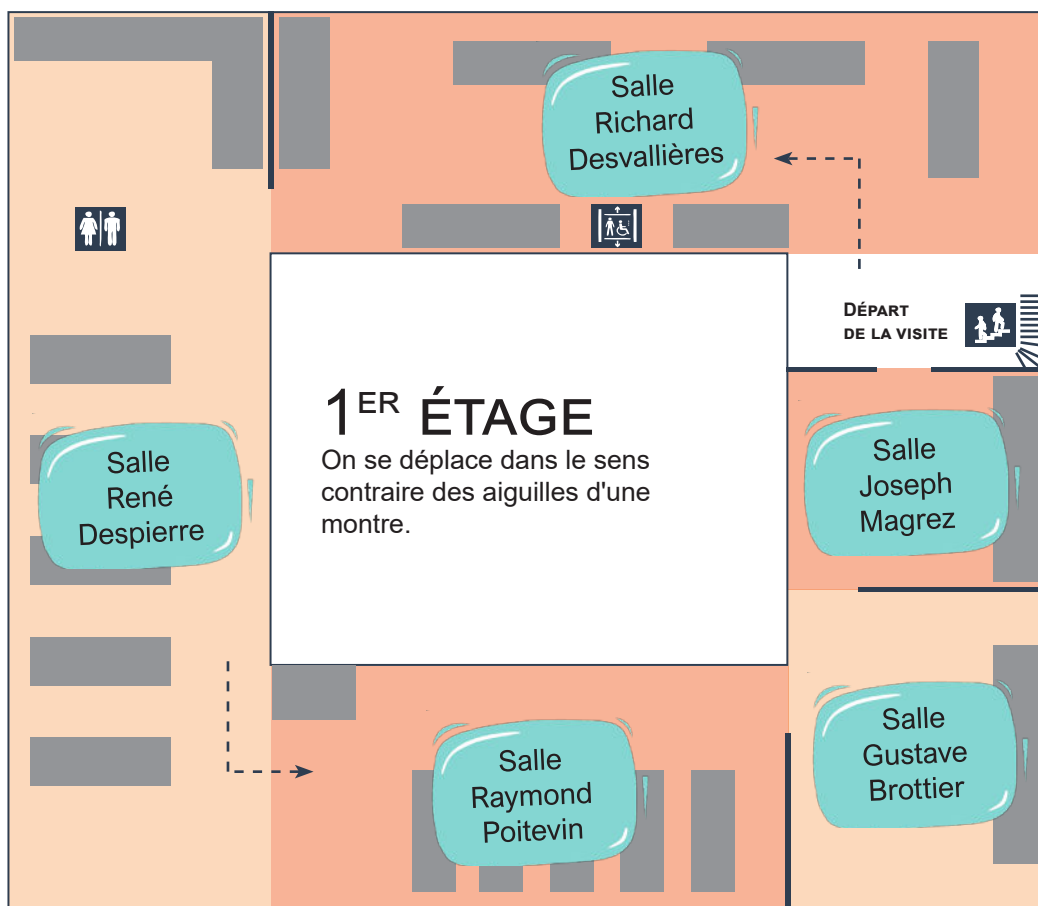 Salle
Richard
Desvallières
DÉPART
DE LA VISITE
1ER ÉTAGE
On se déplace dans le sens
contraire des aiguilles d'une
montre.
Salle
René
Despierre
Salle
Joseph
Magrez
Salle
Raymond
Poitevin
Salle
Gustave
Brottier